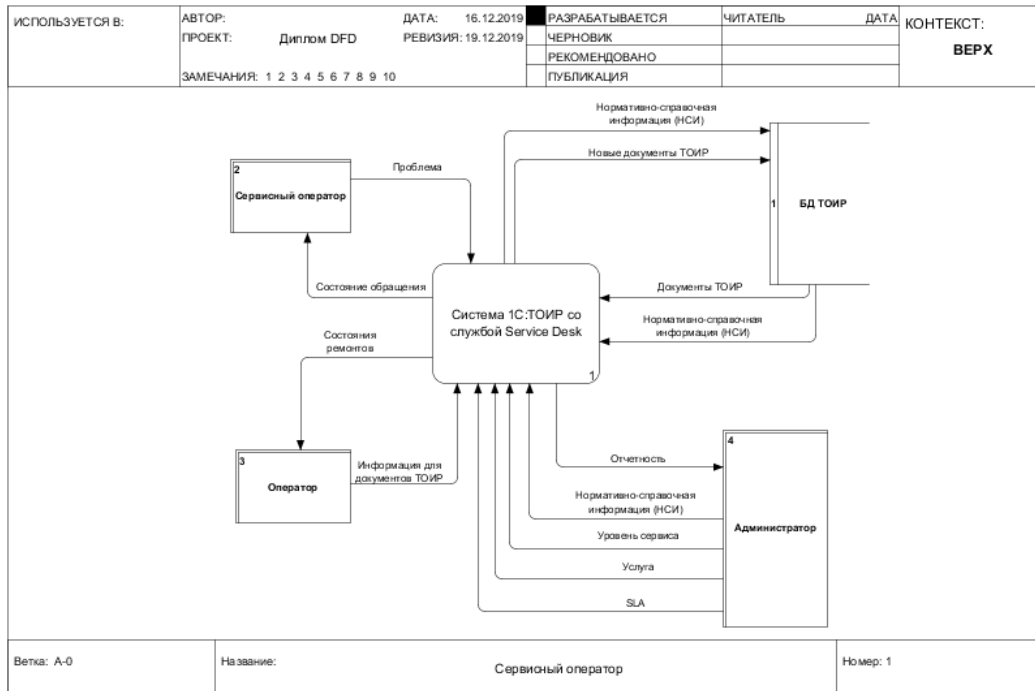 ИСПОЛЬЗУЕТСЯ В:
АВТОР:
ДАТА: 16.12.2019
РАЗРАБАТЫВАЕТСЯ
ЧИТАТЕЛЬ
ДАТА
КОНТЕКСТ:
ПРОЕКТ: Диплом DFD
РЕВИЗИЯ: 19.12.2019
ЧЕРНОВИК
ВЕРХ
РЕКОМЕНДОВАНО
ЗАМЕЧАНИЯ: 1 2 3 4 5 6 7 8 9 10
ПУБЛИКАЦИЯ
Нормативно-справочная
информация (НСИ)
Новые документы ТОИР
Проблема
2
Сервисный оператор
1
БД ТОИР
Состояние обращения
Документы ТОИР
Система 1С:ТОИР со
службой Service Desk
1
Нормативно-справочная
информация (НСИ)
Состояния
ремонтов
3
Оператор
Информация для
документов ТОИР
4
Администратор
Отчетность
Нормативно-справочная
информация (НСИ)
Уровень сервиса
Услуга
SLA
Ветка: А-0
Название:
Сервисный оператор
Номер: 1